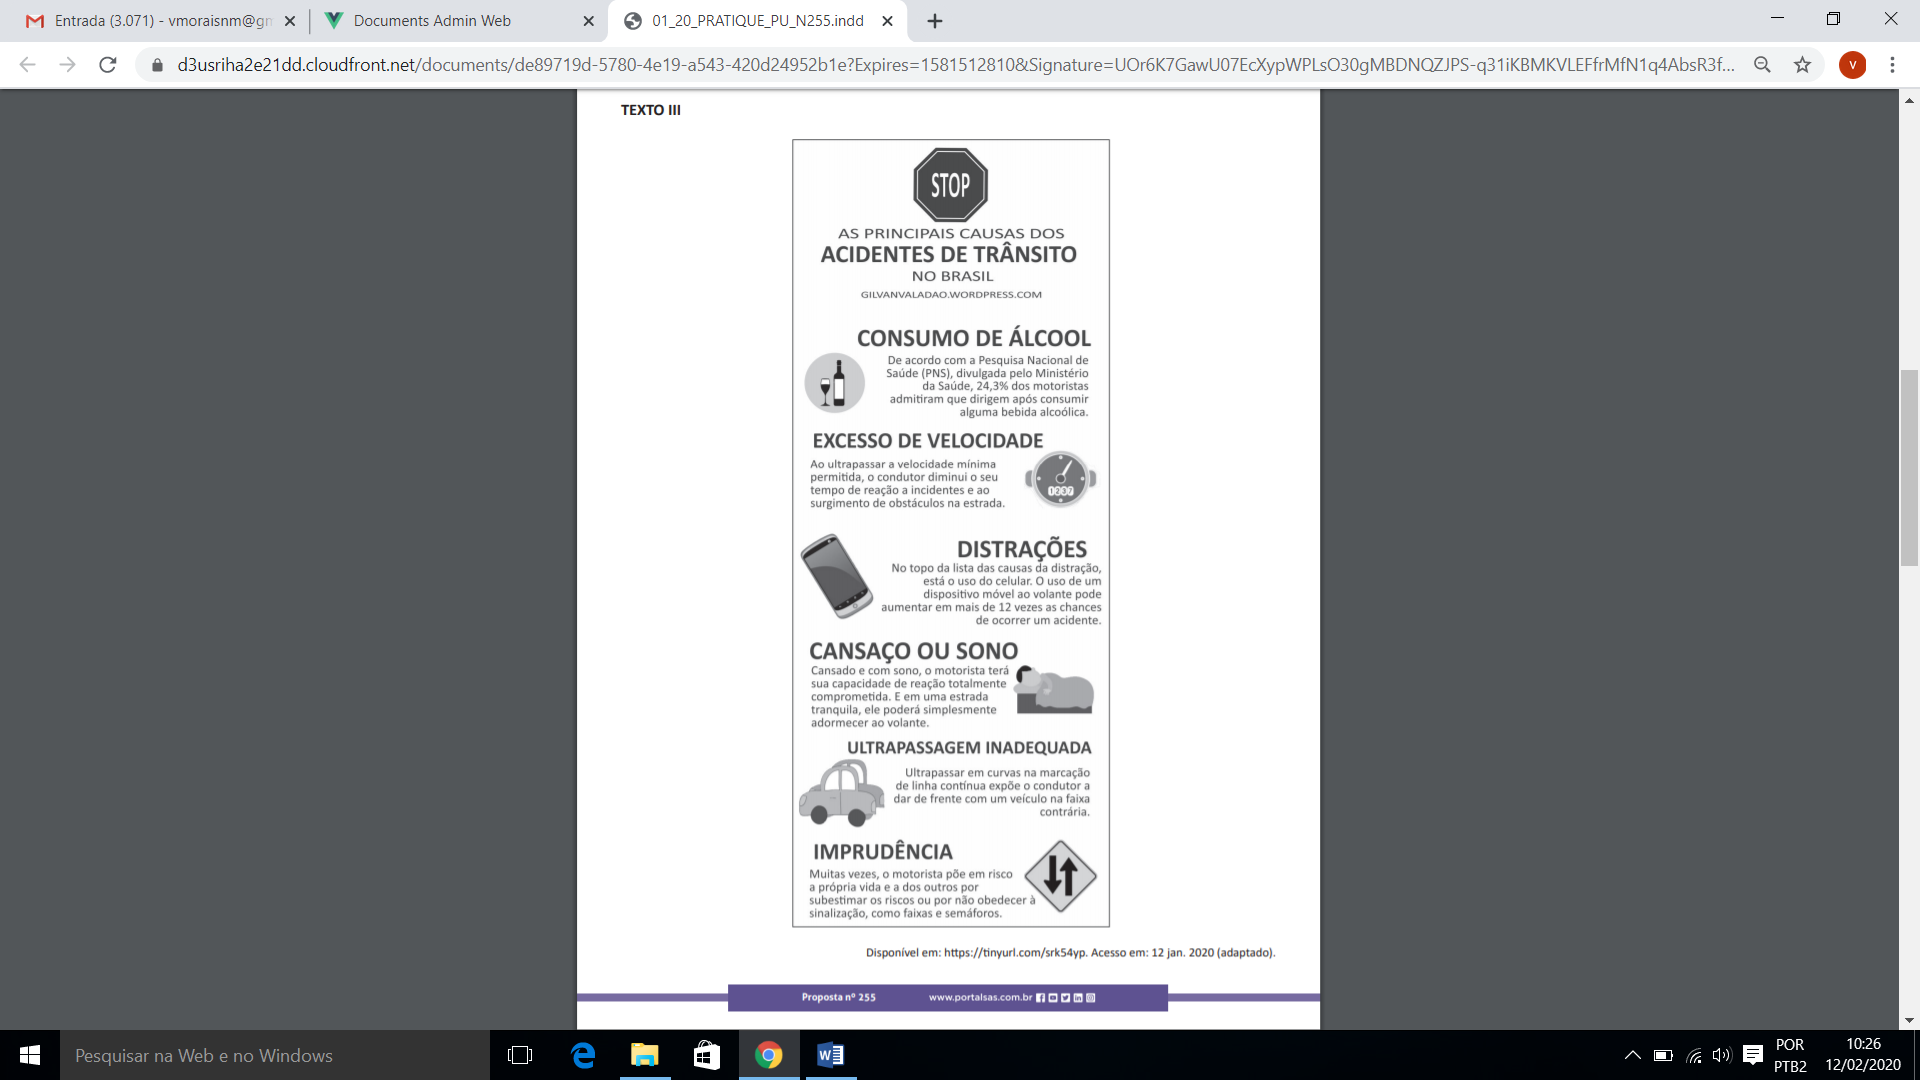 Entrada (3.071) - vmoraisnm@gm
Documents Admin Web
01_20_PRATIQUE_PU_N255.indd
d3usriha2e21dd.cloudfront.net/documents/de89719d-5780-4e19-a543-420d24952b1e?Expires=1581512810&Signature=UOr6K7GawU07EcXypWPLsO30gMBDNQZJPS-q31iKBMKVLEFfrMfN1q4AbsR3f...
v
TEXTO III
STOP
AS PRINCIPAIS CAUSAS DOS
ACIDENTES DE TRÂNSITO
NO BRASIL
GILVANVALADAO.WORDPRESS.COM
CONSUMO DE ÁLCOOL
De acordo com a Pesquisa Nacional de
Saúde (PNS), divulgada pelo Ministério
da Saúde, 24,3% dos motoristas
admitiram que dirigem após consumir
alguma bebida alcoólica.
EXCESSO DE VELOCIDADE
Ao ultrapassar a velocidade mínima
permitida, o condutor diminui o seu
tempo de reação a incidentes e ao
surgimento de obstáculos na estrada.
1237
DISTRAÇÕES
No topo da lista das causas da distração,
está o uso do celular. O uso de um
dispositivo móvel ao volante pode
aumentar em mais de 12 vezes as chances
de ocorrer um acidente.
CANSAÇO OU SONO
Cansado e com sono, o motorista terá
sua capacidade de reação totalmente
comprometida. E em uma estrada
tranquila, ele poderá simplesmente
adormecer ao volante.
ULTRAPASSAGEM INADEQUADA
Ultrapassar em curvas na marcação
de linha contínua expõe o condutor a
dar de frente com um veículo na faixa
contrária.
IMPRUDÊNCIA
Muitas vezes, o motorista põe em risco
a própria vida e a dos outros por
subestimar os riscos ou por não obedecer à
sinalização, como faixas e semáforos.
Disponível em: https://tinyurl.com/srk54yp. Acesso em: 12 jan. 2020 (adaptado).
Proposta nº 255 www.portalsas.com.br
Pesquisar na Web e no Windows
POR
PTB2
10:26
12/02/2020